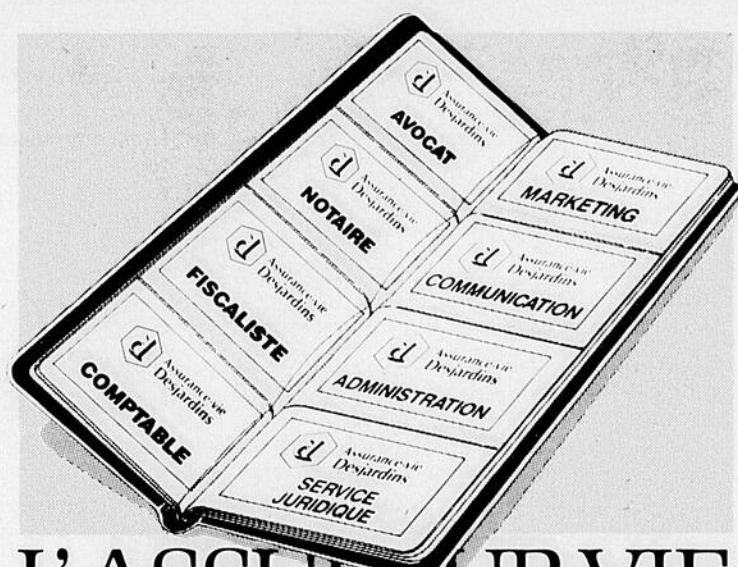 Assurance-vie
Desjardins
AVOCAT
Assurance-vie
Desjardins
NOTAIRE
Assurance-vie
Desjardins
FISCALISTE
Assurance-vie
Desjardins
COMPTABLE
Assurance-vie
Desjardins
MARKETING
Assurance-vie
Desjardins
COMMUNICATION
Assurance-vie
Desjardins
ADMINISTRATION
Assurance-vie
Desjardins
SERVICE
JURIDIQUE
VIE